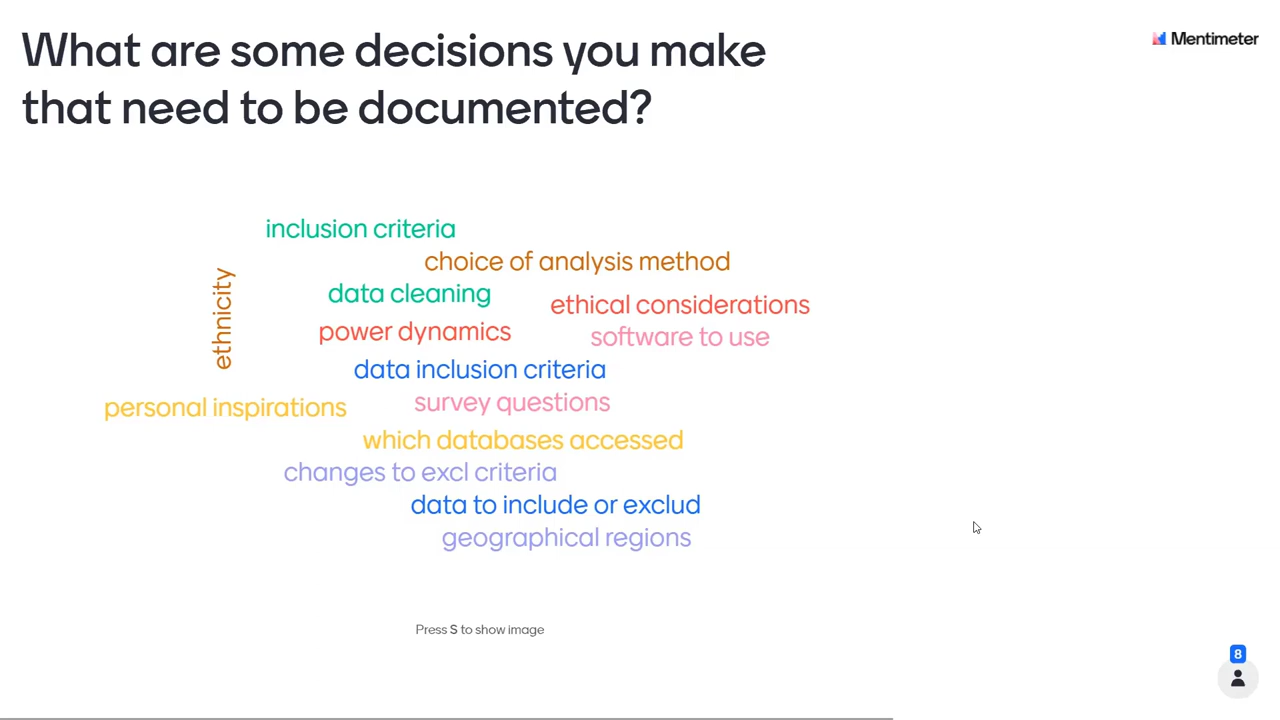 What are some decisions you make
that need to be documented?
Mentimeter
inclusion criteria
choice of analysis method
ethnicity
data cleaning
ethical considerations
power dynamics
software to use
data inclusion criteria
personal inspirations
survey questions
which databases accessed
changes to excl criteria
data to include or exclud
geographical regions
Press S to show image
8